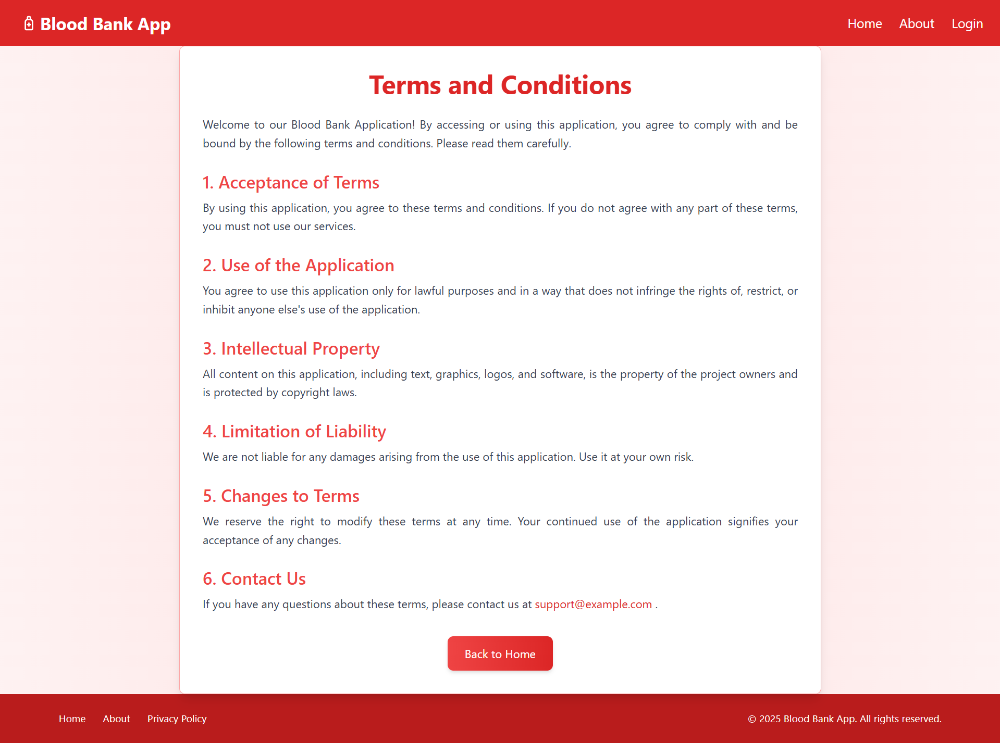 Blood Bank App
Home About Login
Terms and Conditions
Welcome to our Blood Bank Application! By accessing or using this application, you agree to comply with and be
bound by the following terms and conditions. Please read them carefully.
1. Acceptance of Terms
By using this application, you agree to these terms and conditions. If you do not agree with any part of these terms,
you must not use our services.
2. Use of the Application
You agree to use this application only for lawful purposes and in a way that does not infringe the rights of, restrict, or
inhibit anyone else's use of the application.
3. Intellectual Property
All content on this application, including text, graphics, logos, and software, is the property of the project owners and
is protected by copyright laws.
4. Limitation of Liability
We are not liable for any damages arising from the use of this application. Use it at your own risk.
5. Changes to Terms
We reserve the right to modify these terms at any time. Your continued use of the application signifies your
acceptance of any changes.
6. Contact Us
If you have any questions about these terms, please contact us at support@example.com .
Back to Home
Home About Privacy Policy
© 2025 Blood Bank App. All rights reserved.